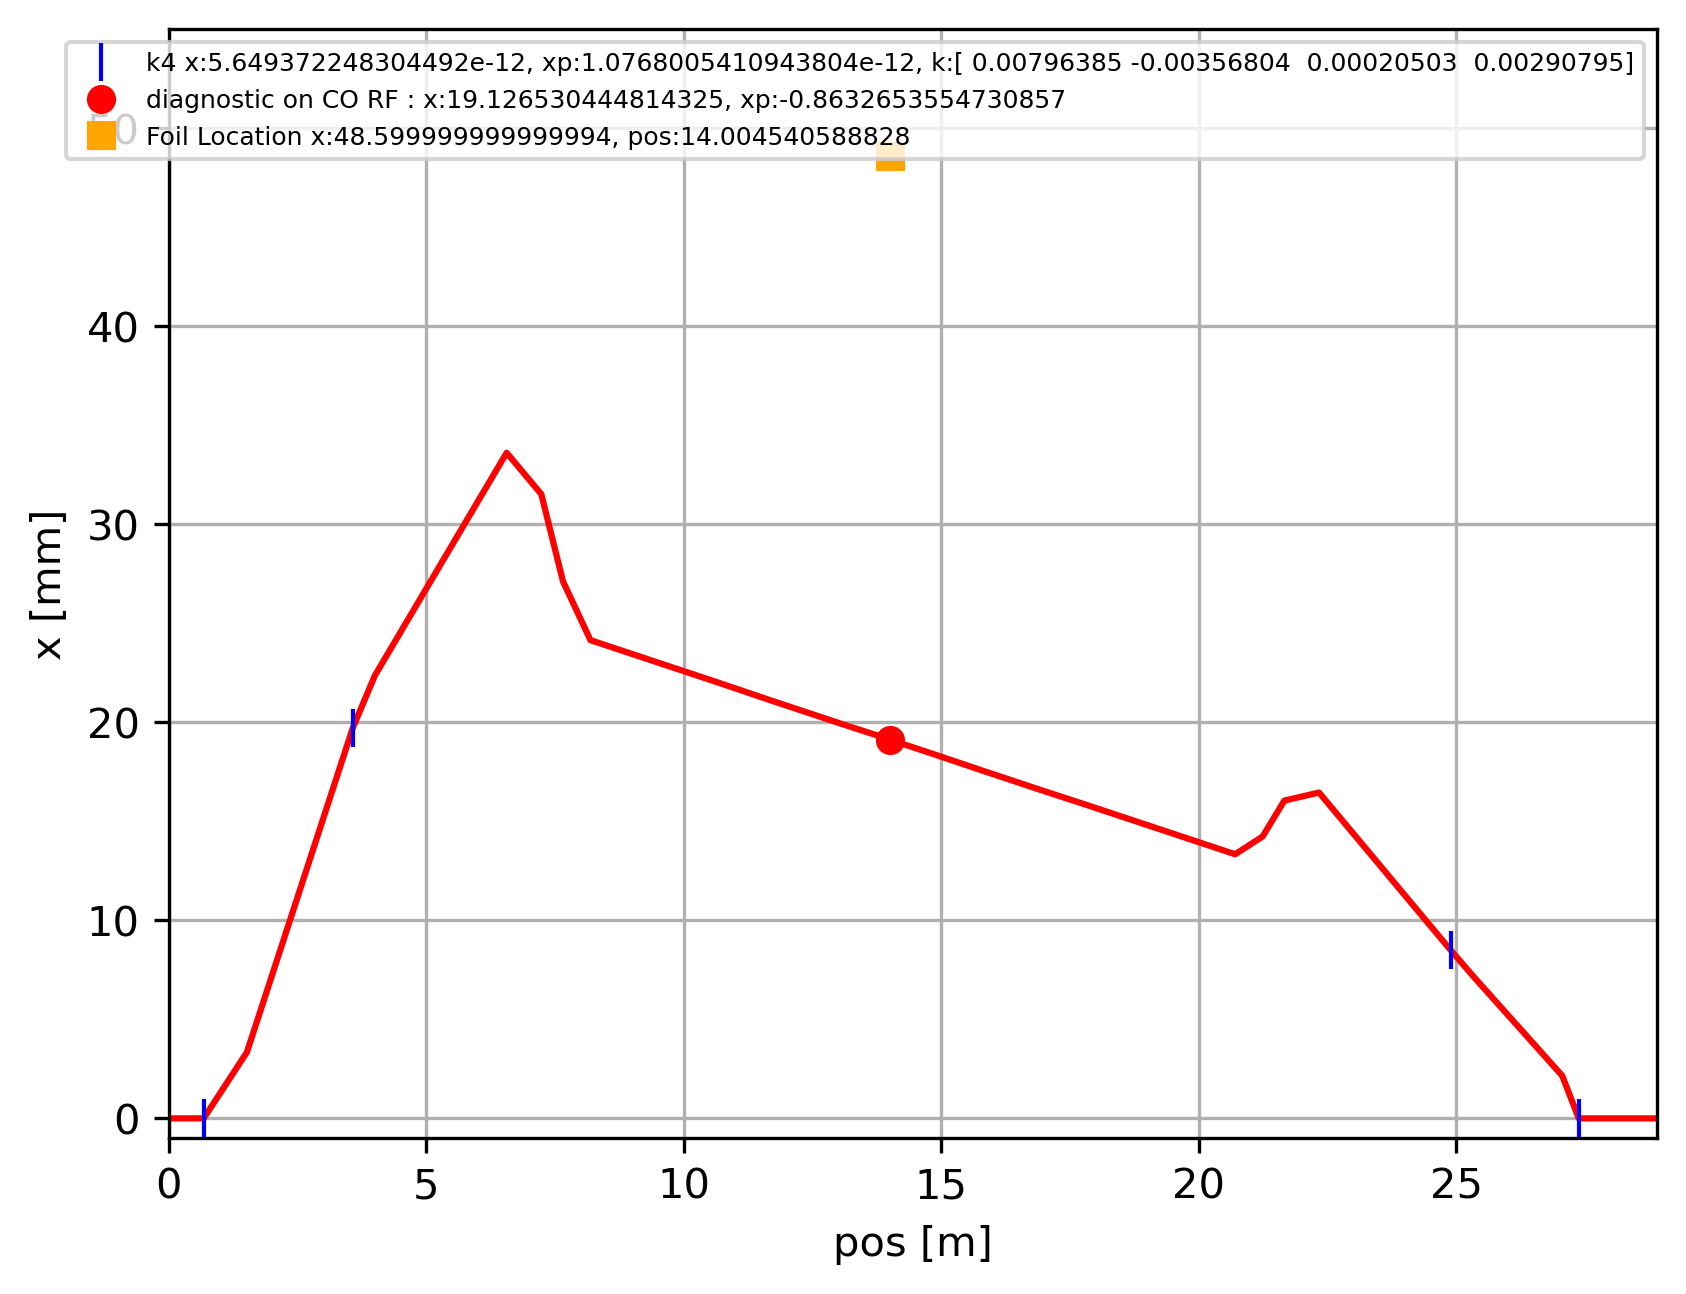 k4 x:5.649372248304492e-12, xp:1.0768005410943804e-12, k:[ 0.00796385 -0.00356804  0.00020503  0.00290795]
diagnostic on CO RF : x:19.126530444814325, xp:-0.8632653554730857
Foil Location x:48.599999999999994, pos:14.004540588828
50
40
30
20
10
0
x [mm]
0 5 10 15 20 25
pos [m]